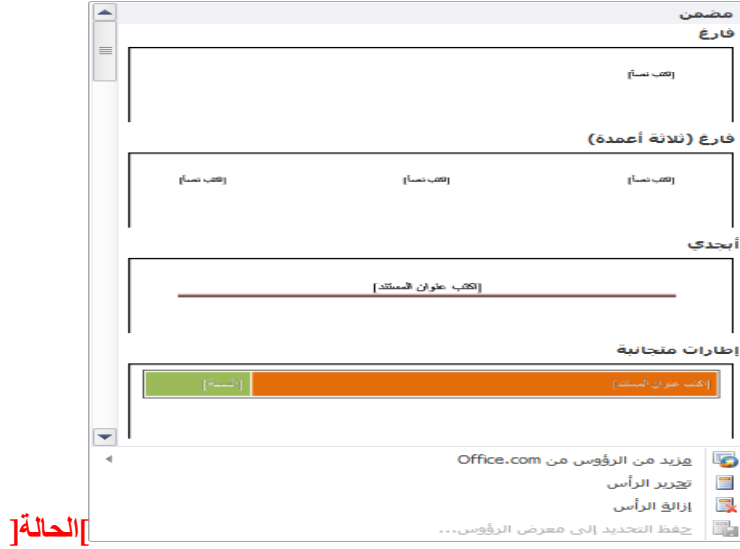 مضمن
فارغ
[اكتب نصاً]
فارغ (ثلاثة أعمدة)
[اكتب نصاً] [اكتب نصاً] [اكتب نصاً]
أبجدي
[اكتب عنوان المستند]
إطارات متجانبة
[اكتب عنوان المستند] [السنة]
مزيد من الرؤوس من Office.com
تحرير الرأس
إزالة الرأس
حفظ التحديد إلى معرض الرؤوس...
]الحالة[